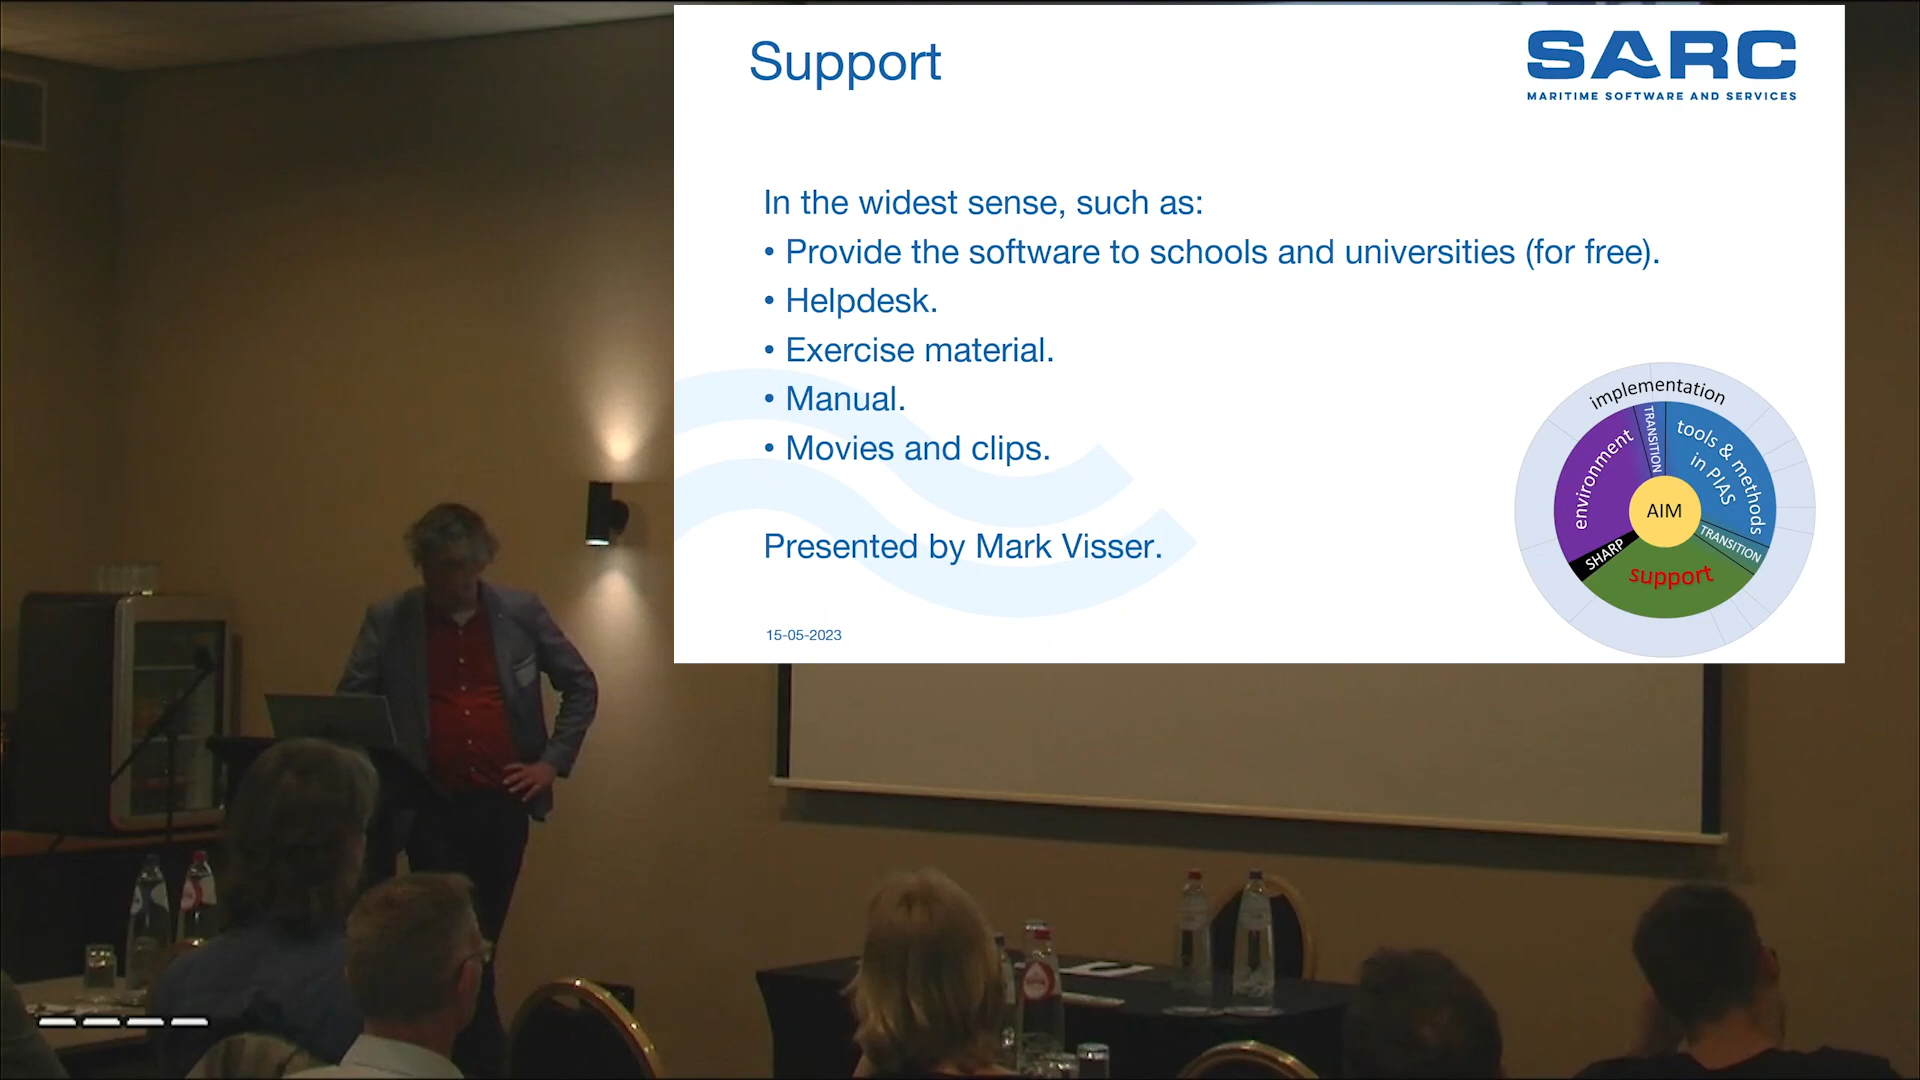 Support
SARC
MARITIME SOFTWARE AND SERVICES
In the widest sense, such as:
• Provide the software to schools and universities (for free).
• Helpdesk.
• Exercise material.
• Manual.
• Movies and clips.
Presented by Mark Visser.
15-05-2023
implementation
environment
TRANSITION
tools & methods
in PIAS
AIM
SHARP
TRANSITION
support